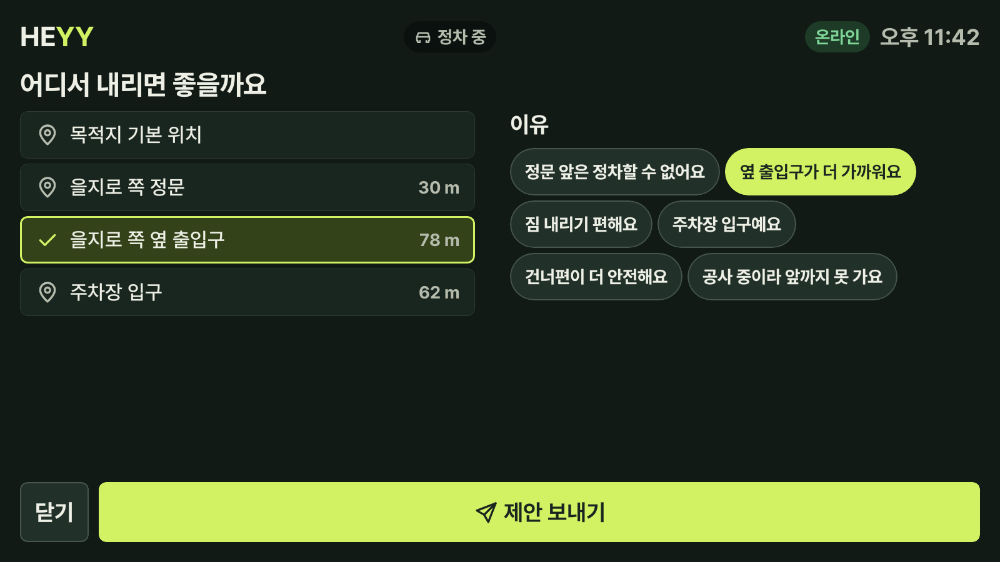 HEYY
정차 중
온라인
오후 11:42
어디서 내리면 좋을까요
목적지 기본 위치
을지로 쪽 정문 30 m
을지로 쪽 옆 출입구 78 m
주차장 입구 62 m
이유
정문 앞은 정차할 수 없어요
옆 출입구가 더 가까워요
짐 내리기 편해요
주차장 입구예요
건너편이 더 안전해요
공사 중이라 앞까지 못 가요
닫기
제안 보내기